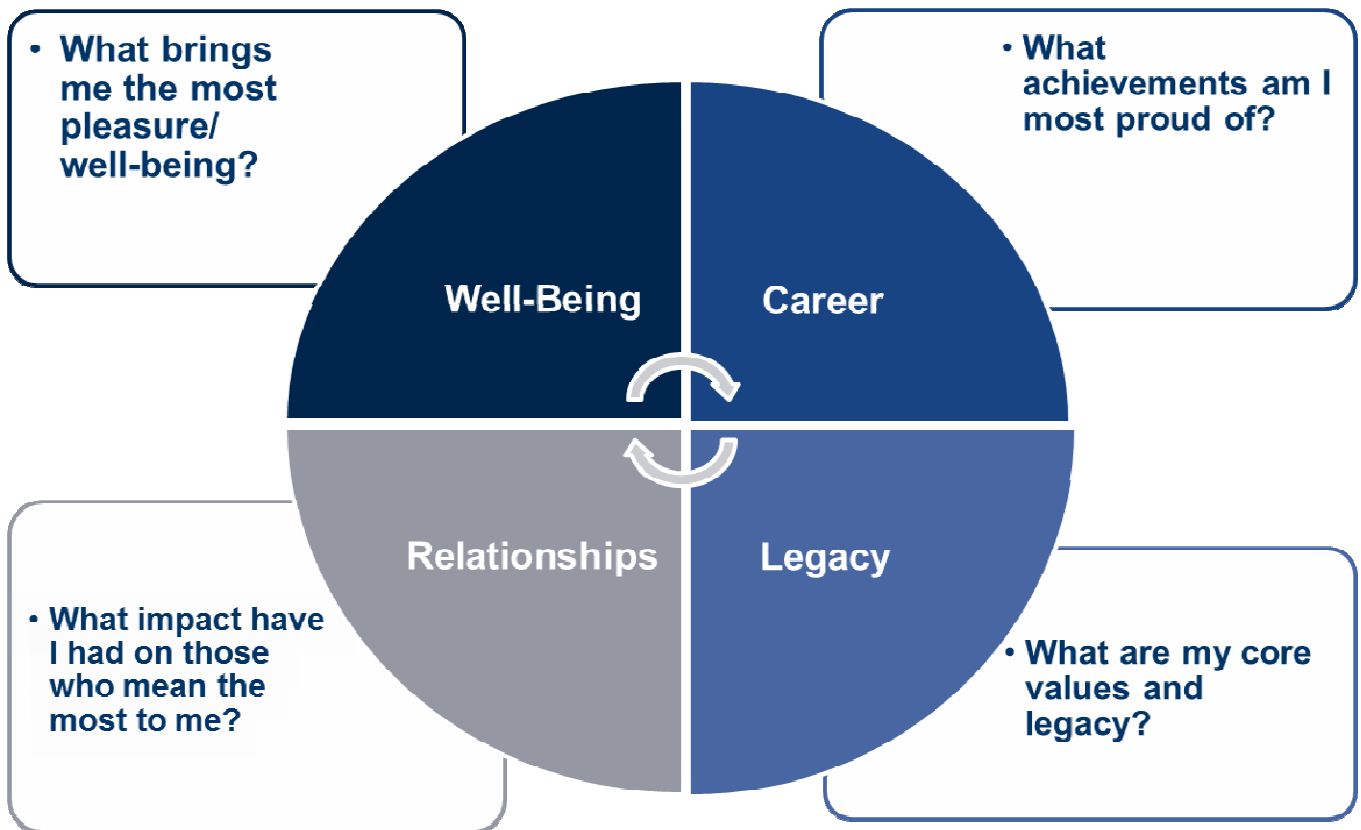 • What brings
me the most
pleasure/
well-being?
• What
achievements am I
most proud of?
Well-Being
Career
Relationships
Legacy
• What impact have
I had on those
who mean the
most to me?
• What are my core
values and
legacy?